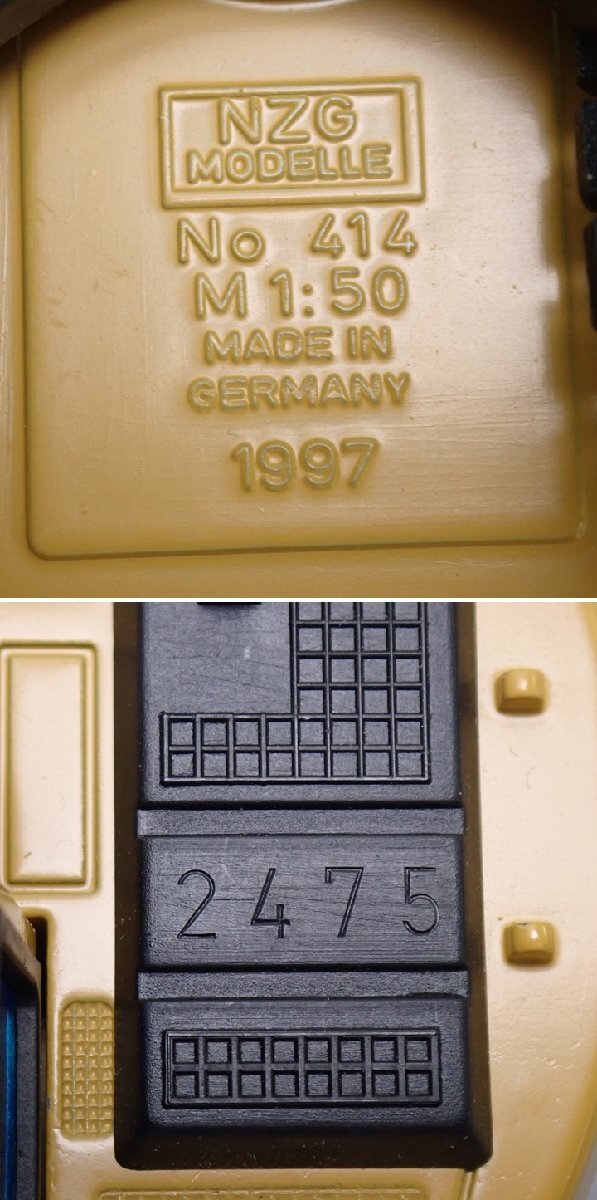 NZG
MODELLE
No 414
M 1:50
MADE IN
GERMANY
1997
2475